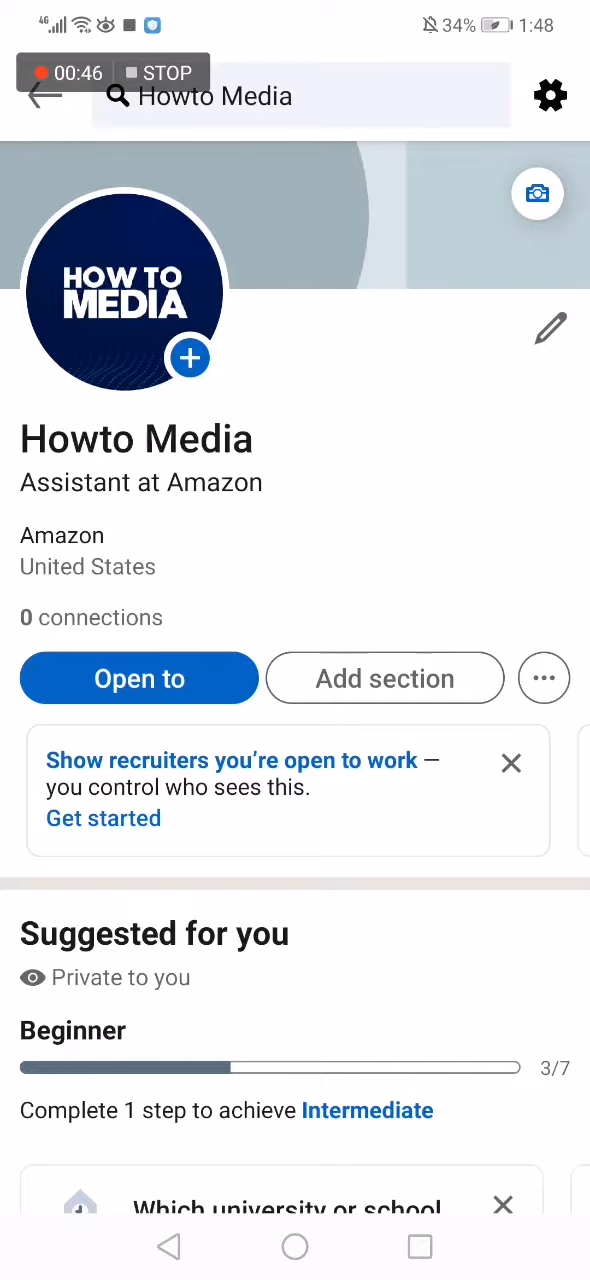 46
34%
1:48
00:46
STOP
Howto Media
HOW TO
MEDIA
Howto Media
Assistant at Amazon
Amazon
United States
0 connections
Open to
Add section
Show recruiters you're open to work –
you control who sees this.
Get started
Suggested for you
Private to you
Beginner
3/7
Complete 1 step to achieve Intermediate
Which university or school